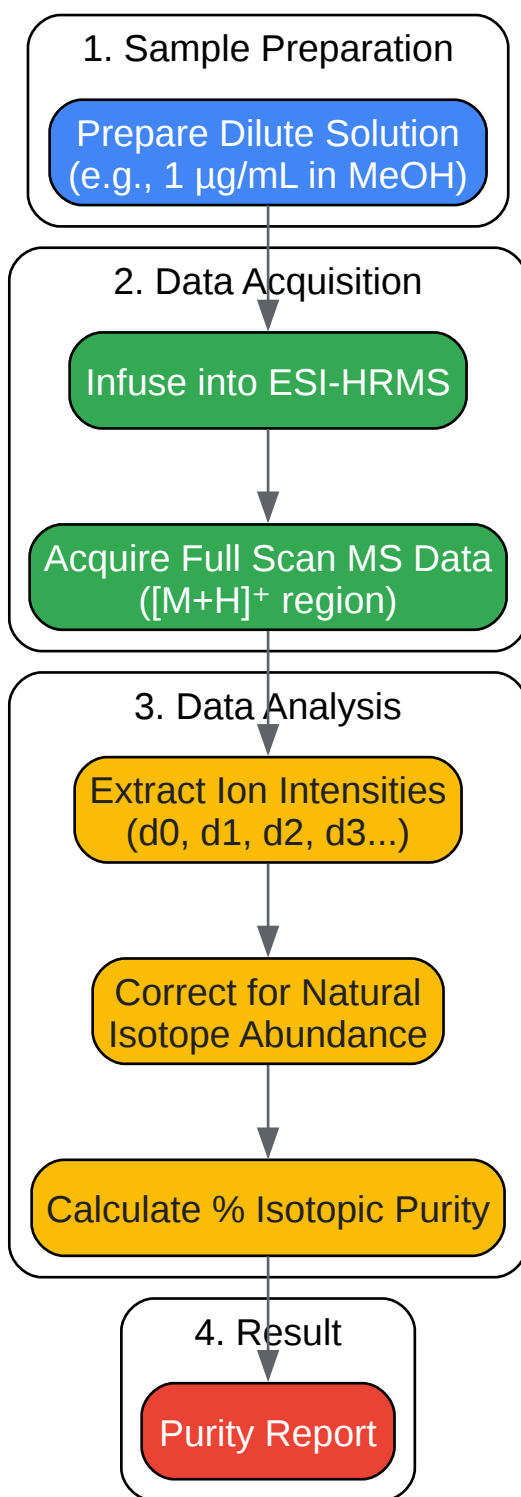 1. Sample Preparation
Prepare Dilute Solution
(e.g., 1 µg/mL in MeOH)
2. Data Acquisition
Infuse into ESI-HRMS
Acquire Full Scan MS Data
([M+H]⁺ region)
3. Data Analysis
Extract Ion Intensities
(d0, d1, d2, d3...)
Correct for Natural
Isotope Abundance
Calculate % Isotopic Purity
4. Result
Purity Report